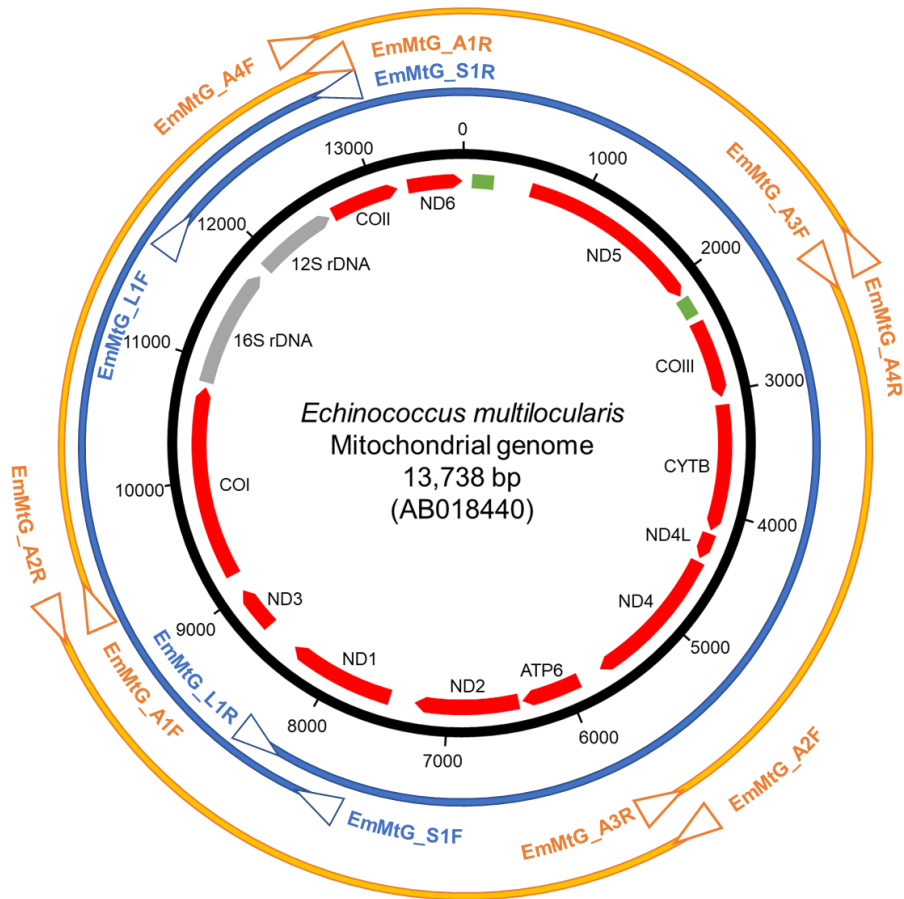 EmMtG_A4F
EmMtG_A1R
EmMtG_S1R
EmMtG_A3F
EmMtG_A4R
EmMtG_L1F
0
1000
2000
3000
4000
5000
6000
7000
8000
9000
10000
11000
12000
13000
ND5
COIII
CYTB
ND4L
ND4
ATP6
ND2
ND1
ND3
COI
16S rDNA
12S rDNA
COII
ND6
Echinococcus multilocularis
Mitochondrial genome
13,738 bp
(AB018440)
EmMtG_A2R
EmMtG_A1F
EmMtG_L1R
EmMtG_S1F
EmMtG_A3R
EmMtG_A2F